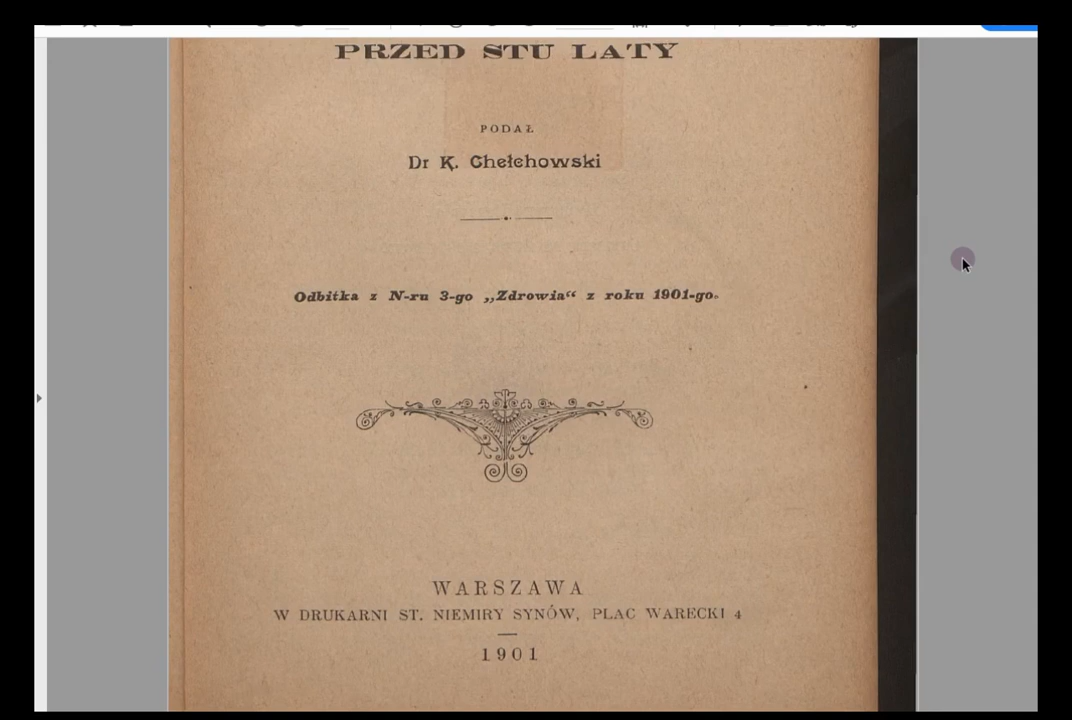 PRZED STU LATY
PODAŁ
Dr K. Chełchowski
Odbitka z N-ru 3-go „Zdrowia“ z roku 1901-go.
WARSZAWA
W DRUKARNI ST. NIEMIRY SYNÓW, PLAC WARECKI 4
1901